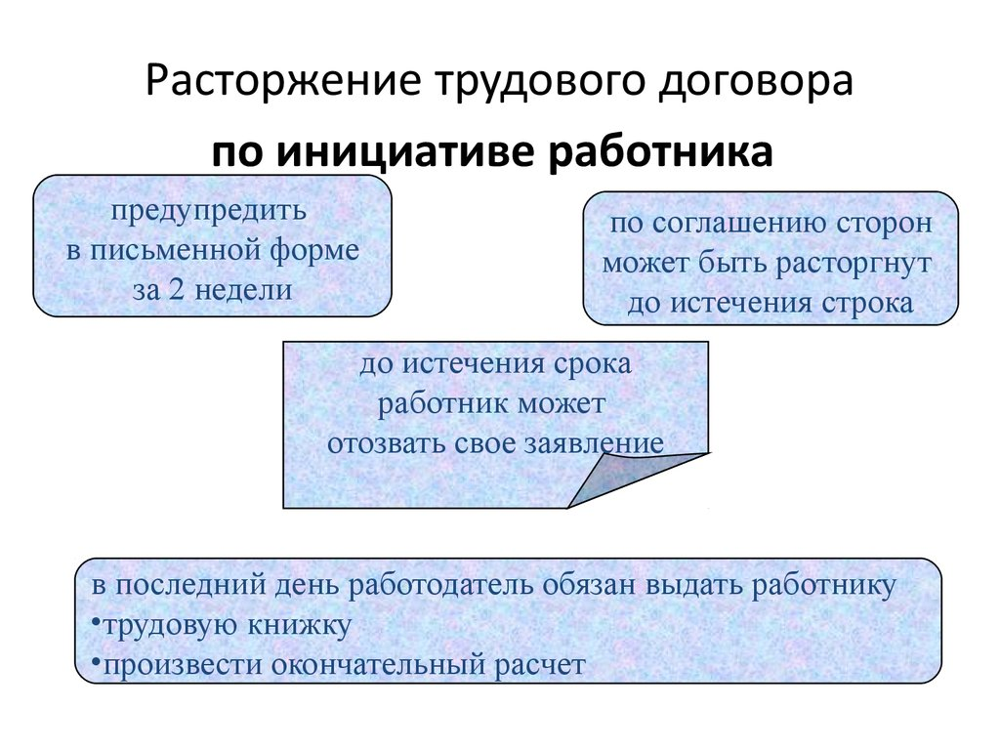 Расторжение трудового договора
по инициативе работника
предупредить
в письменной форме
за 2 недели
по соглашению сторон
может быть расторгнут
до истечения строка
до истечения срока
работник может
отозвать свое заявление
в последний день работодатель обязан выдать работнику
•трудовую книжку
•произвести окончательный расчет